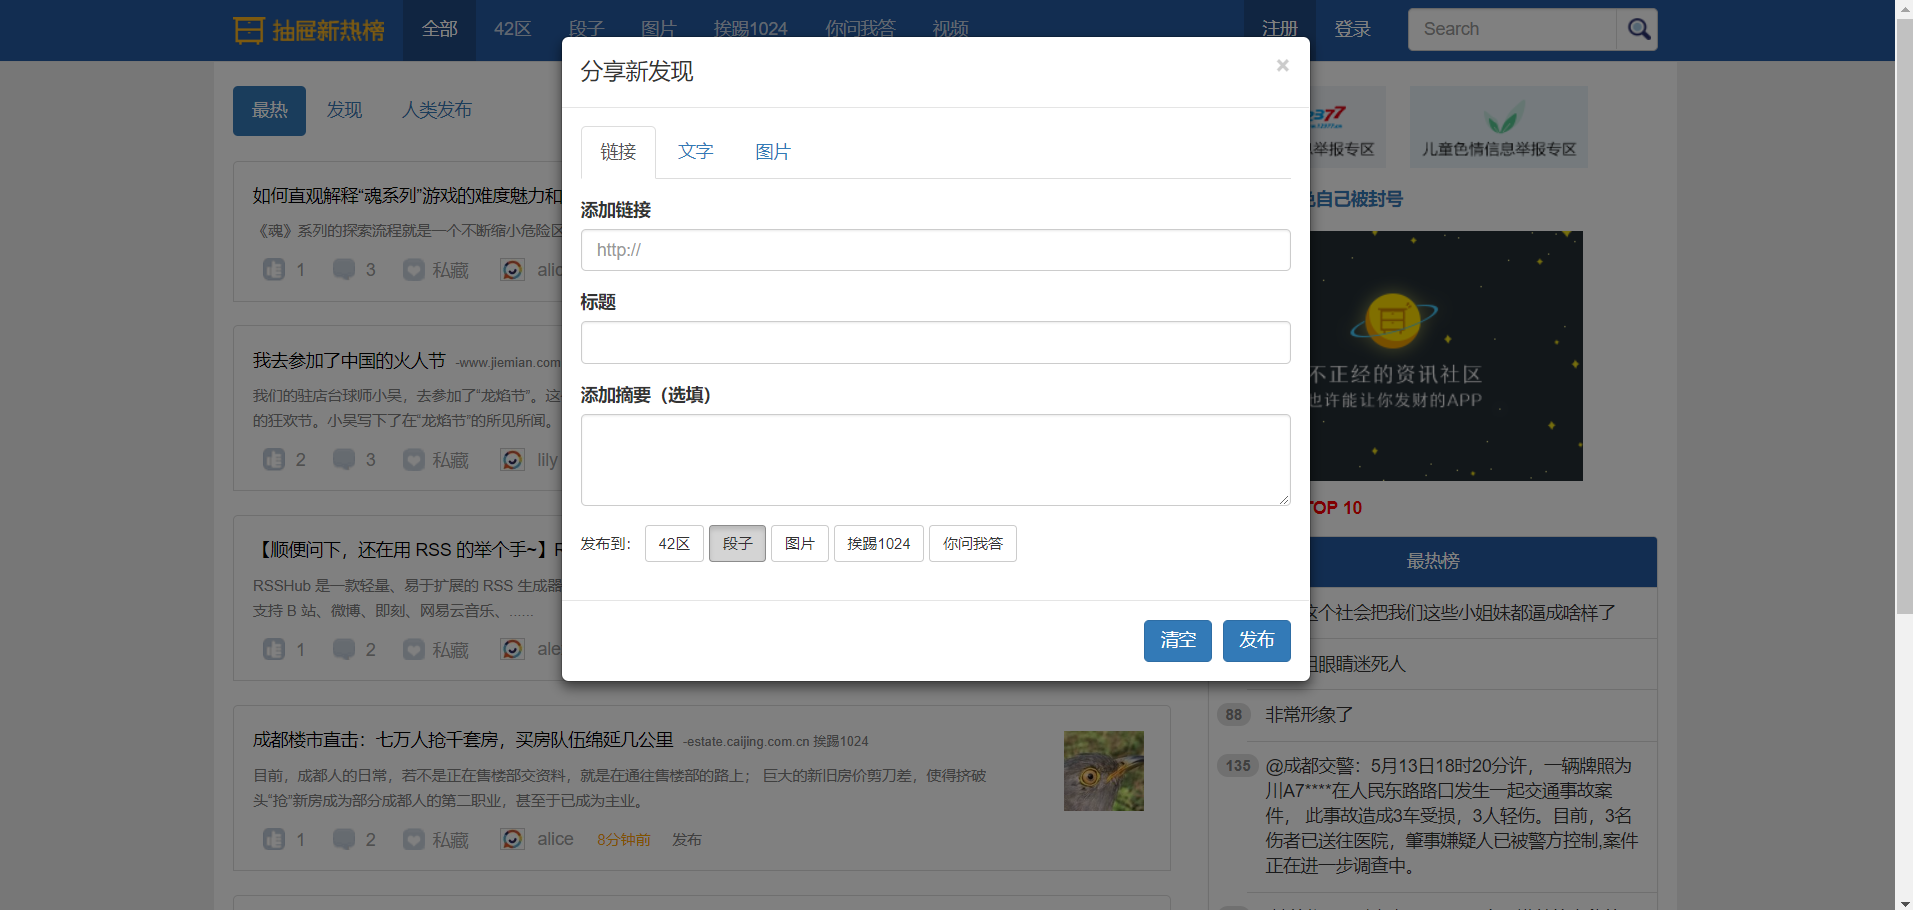 抽屉新热榜 全部 42区 段子 图片 挨踢1024 你问我答 视频 注册 登录 Search
最热 发现 人类发布
如何直观解释“魂系列”游戏的难度魅力和
《魂》系列的探索流程就是一个不断缩小危险区
1 3 私藏 alic
我去参加了中国的火人节 -www.jiemian.com
我们的驻店台球师小吴，去参加了“龙焰节”。这
的狂欢节。小吴写下了在“龙焰节”的所见所闻。
2 3 私藏 lily
【顺便问下，还在用 RSS 的举个手~】R
RSSHub 是一款轻量、易于扩展的 RSS 生成器
支持 B 站、微博、即刻、网易云音乐、......
1 2 私藏 ale
成都楼市直击：七万人抢千套房，买房队伍绵延几公里 -estate.caijing.com.cn 挨踢1024
目前，成都人的日常，若不是正在售楼部交资料，就是在通往售楼部的路上； 巨大的新旧房价剪刀差，使得挤破
头“抢”新房成为部分成都人的第二职业，甚至于已成为主业。
1 2 私藏 alice 8分钟前 发布
分享新发现 ×
链接 文字 图片
添加链接
http://
标题
添加摘要（选填）
发布到： 42区 段子 图片 挨踢1024 你问我答
清空 发布
377
举报专区
儿童色情信息举报专区
自己被封号
不正经的资讯社区
也许能让你发财的APP
TOP 10
最热榜
这个社会把我们这些小姐妹都逼成啥样了
眼睛迷死人
88 非常形象了
135 @成都交警：5月13日18时20分许，一辆牌照为
川A7****在人民东路路口发生一起交通事故案
件， 此事故造成3车受损，3人轻伤。目前，3名
伤者已送往医院，肇事嫌疑人已被警方控制,案件
正在进一步调查中。